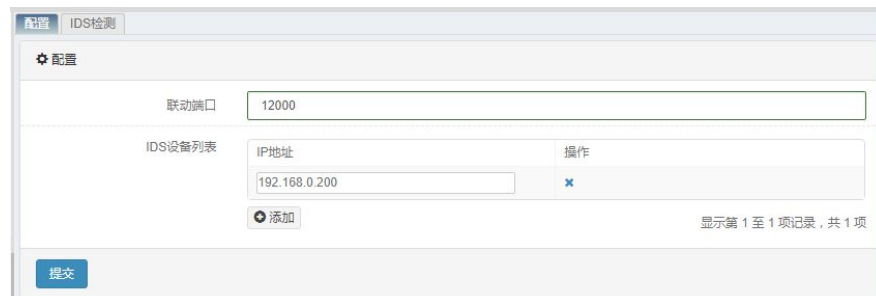 配置 IDS检测
配置
联动端口 12000
IDS设备列表 IP地址 操作
192.168.0.200
添加 显示第 1 至 1 项记录，共 1 项
提交